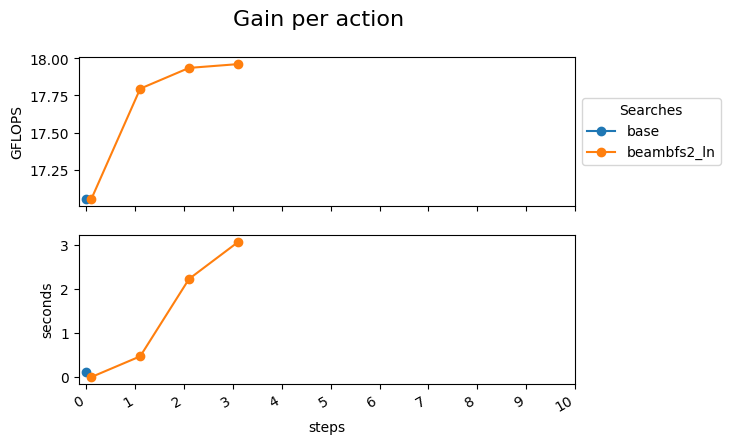 Gain per action
18.00
17.75
17.50
17.25
GFLOPS
Searches
base
beambfs2_ln
3
2
1
0
seconds
0 1 2 3 4 5 6 7 8 9 10
steps